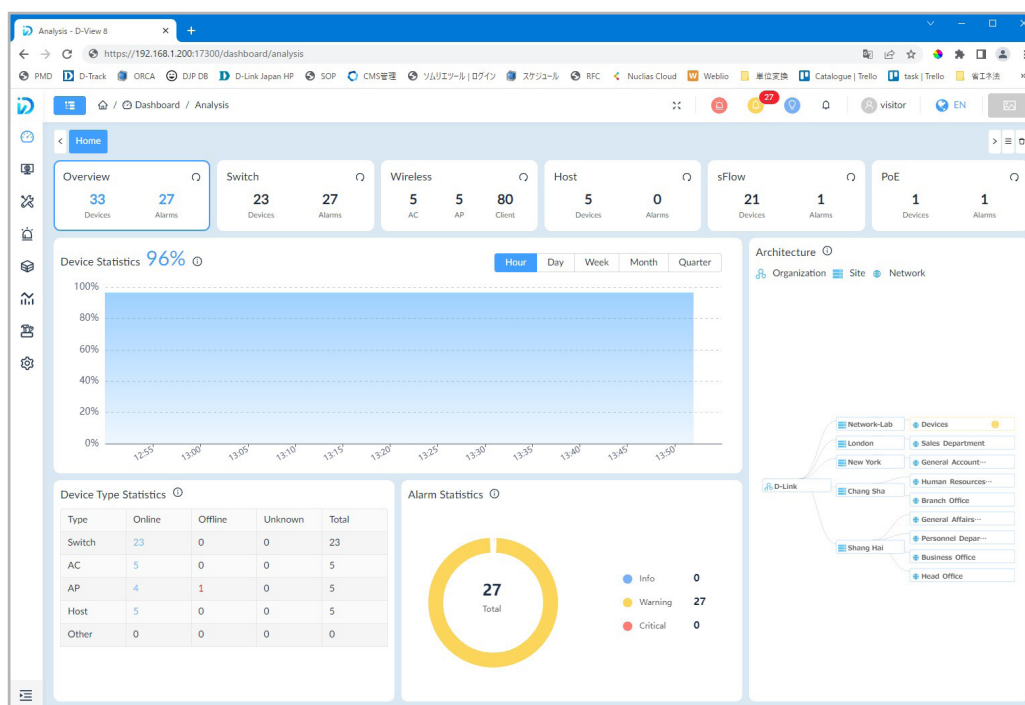 Analysis - D-View 8
https://192.168.1.200:17300/dashboard/analysis
PMD D-Track ORCA DJP DB D-Link Japan HP SOP CMS管理 ソムリエツール | ログイン スケジュール RFC Nuclias Cloud Weblio 単位変換 Catalogue | Trello task | Trello 省エネ法
/ Dashboard / Analysis 27 visitor EN
Home
Overview Switch Wireless Host sFlow PoE
33 27 23 27 5 5 80 5 0 21 1 1 1
Devices Alarms Devices Alarms AC AP Client Devices Alarms Devices Alarms Devices Alarms
Device Statistics 96%
Hour Day Week Month Quarter
100%
80%
60%
40%
20%
0%
12:55 13:00 13:05 13:10 13:15 13:20 13:25 13:30 13:35 13:40 13:45 13:50
Architecture
Organization Site Network
D-Link
Network-Lab Devices
London Sales Department
New York General Account···
Chang Sha Human Resources···
Branch Office
Shang Hai General Affairs···
Personnel Depar···
Business Office
Head Office
Device Type Statistics
Type Online Offline Unknown Total
Switch 23 0 0 23
AC 5 0 0 5
AP 4 1 0 5
Host 5 0 0 5
Other 0 0 0 0
Alarm Statistics
27
Total
Info 0
Warning 27
Critical 0